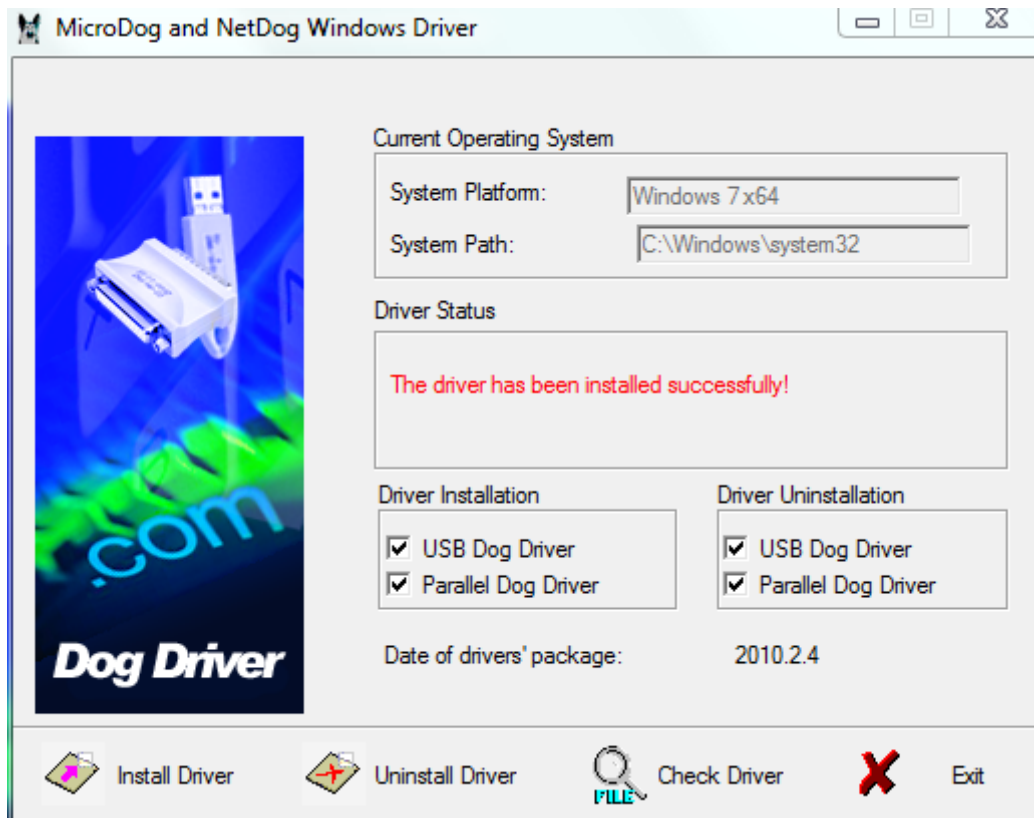 MicroDog and NetDog Windows Driver
Current Operating System
System Platform: Windows 7 x64
System Path: C:\Windows\system32
Driver Status
The driver has been installed successfully!
Driver Installation
USB Dog Driver
Parallel Dog Driver
Driver Uninstallation
USB Dog Driver
Parallel Dog Driver
Date of drivers' package: 2010.2.4
.com
Dog Driver
Install Driver
Uninstall Driver
FILE
Check Driver
Exit